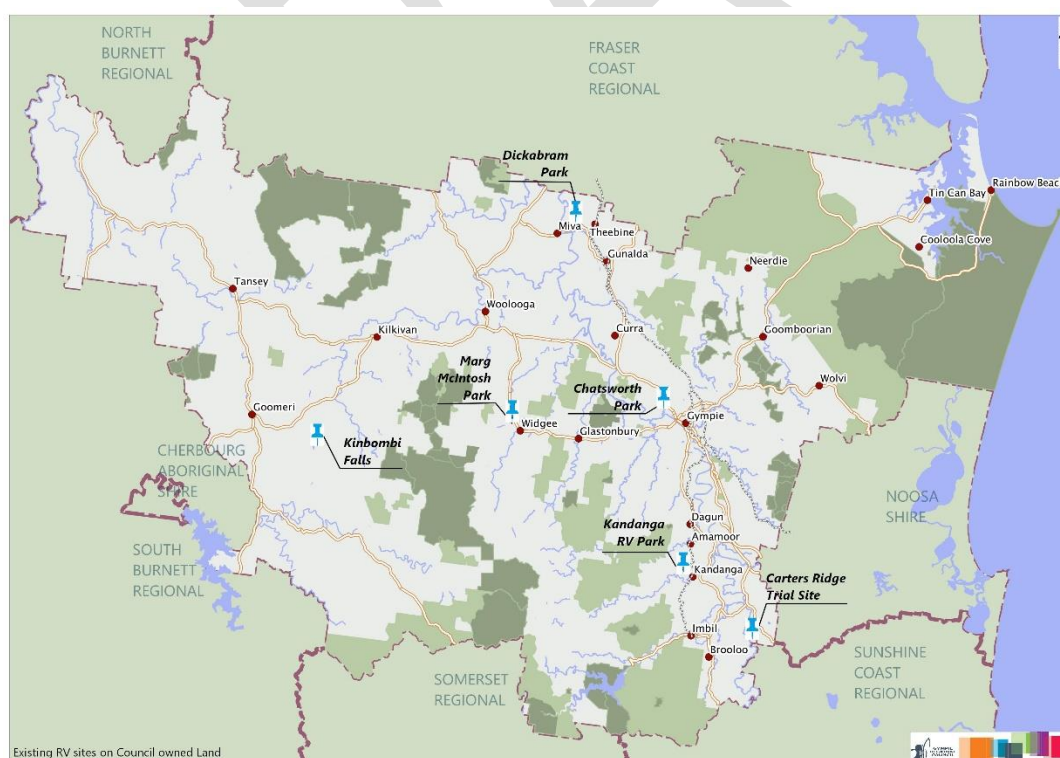 NORTH
BURNETT
REGIONAL
FRASER
COAST
REGIONAL
Dickabram
Park
Rainbow Beac
Tin Can Bay
Miva
Theebine
Cooloola Cove
Gunalda
Neerdie
Tansey
Woolooga
Kilkivan
Curra
Goomboorian
Marg
McIntosh
Park
Chatsworth
Park
Wolvi
Goomeri
Gympie
Widgee
Glastonbury
Kinbombi
Falls
CHERBOURG
ABORIGINAL
SHIRE
NOOSA
SHIRE
Dagun
Kandanga
RV Park
Amamoor
SOUTH
BURNETT
REGIONAL
Kandanga
Carters Ridge
Trial Site
Imbil
Brooloo
SUNSHINE
COAST
REGIONAL
SOMERSET
REGIONAL
Existing RV sites on Council owned Land